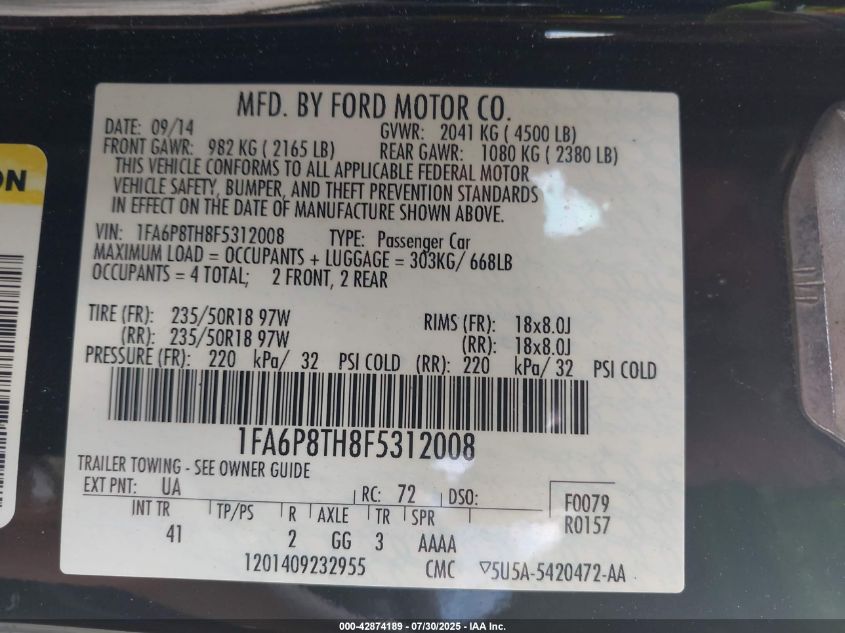 MFD. BY FORD MOTOR CO.
DATE: 09/14 GVWR: 2041 KG ( 4500 LB)
FRONT GAWR: 982 KG ( 2165 LB) REAR GAWR: 1080 KG ( 2380 LB)
THIS VEHICLE CONFORMS TO ALL APPLICABLE FEDERAL MOTOR
VEHICLE SAFETY, BUMPER, AND THEFT PREVENTION STANDARDS
IN EFFECT ON THE DATE OF MANUFACTURE SHOWN ABOVE.
VIN: 1FA6P8TH8F5312008 TYPE: Passenger Car
MAXIMUM LOAD = OCCUPANTS + LUGGAGE = 303KG/ 668LB
OCCUPANTS = 4 TOTAL; 2 FRONT, 2 REAR
TIRE (FR): 235/50R18 97W RIMS (FR): 18x8.0J
(RR): 235/50R18 97W (RR): 18x8.0J
PRESSURE (FR): 220 kPa/ 32 PSI COLD (RR): 220 kPa/ 32 PSI COLD
1FA6P8TH8F5312008
TRAILER TOWING - SEE OWNER GUIDE
EXT PNT: UA RC: 72 DSO: F0079
INT TR TP/PS R AXLE TR SPR R0157
41 2 GG 3 AAAA
1201409232955 CMC ▽5U5A-5420472-AA
ON
000-42874189 - 07/30/2025 - IAA Inc.